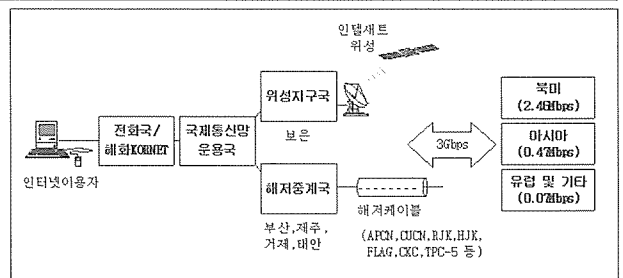 인텔새트
위성
위성지구국
보은
전화국/
혜화KORNET
국제통신망
운용국
인터넷이용자
해저중계국
부산,제주,
거제,태안
해저케이블
(APCN,CUCN,RJK,HJK,
FLAG,CKC,TPC-5 등)
3Gbps
북미
(2.46Gbps)
아시아
(0.47Gbps)
유럽 및 기타
(0.07Gbps)